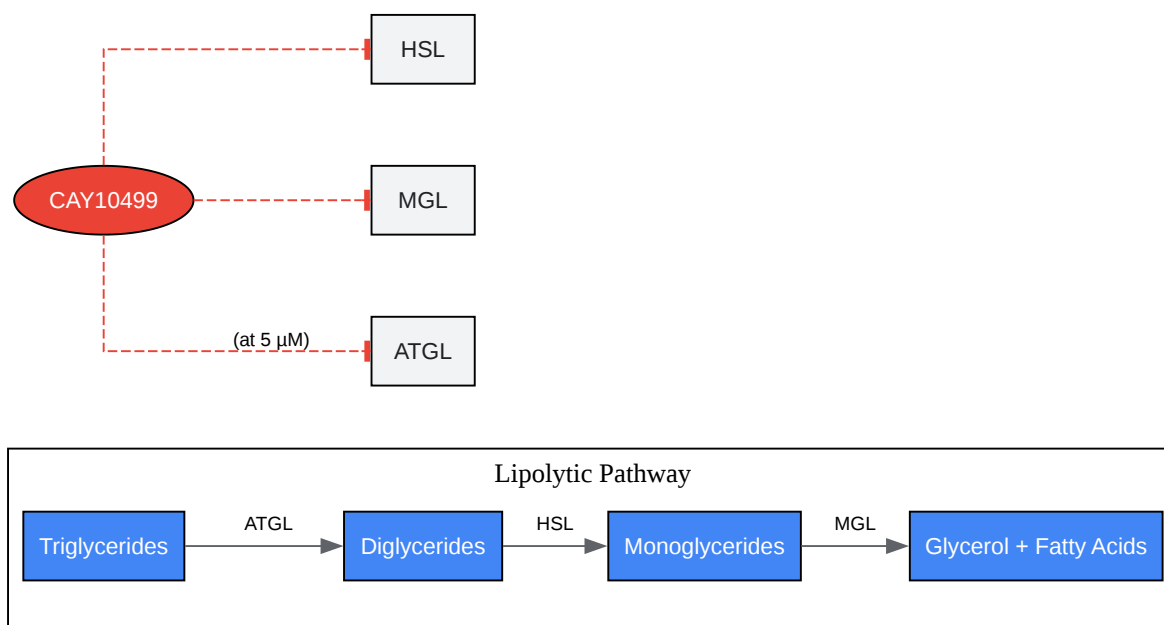 HSL
CAY10499
MGL
(at 5 µM)
ATGL
Lipolytic Pathway
ATGL
HSL
MGL
Triglycerides
Diglycerides
Monoglycerides
Glycerol + Fatty Acids